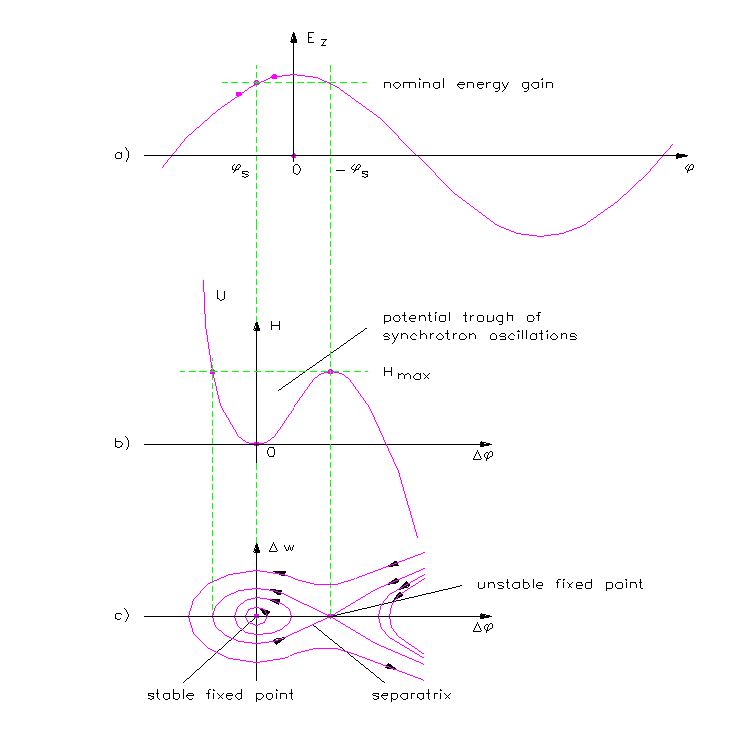 E z
nominal energy gain
a)
φs
0
-φs
φ
U
H
potential trough of
synchrotron oscillations
H max
b)
0
Δφ
Δ w
unstable fixed point
c)
Δφ
stable fixed point
separatrix